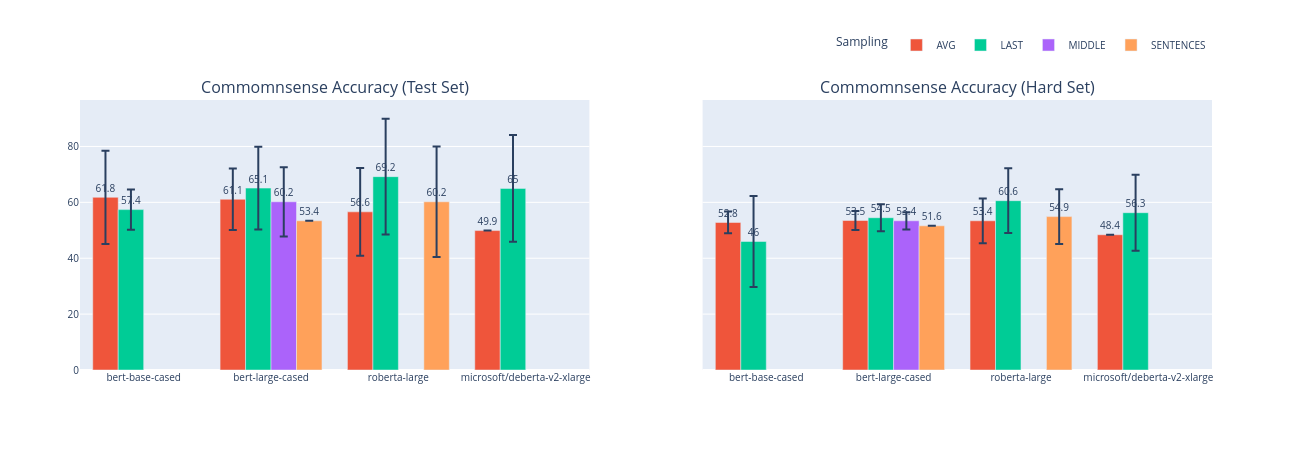 Sampling AVG LAST MIDDLE SENTENCES
Commomnsense Accuracy (Test Set)
Commomnsense Accuracy (Hard Set)
80
60
40
20
0
61.8
57.4
61.1
65.1
60.2
53.4
56.6
69.2
60.2
49.9
65
bert-base-cased
bert-large-cased
roberta-large
microsoft/deberta-v2-xlarge
52.8
46
53.5
54.5
53.4
51.6
53.4
60.6
54.9
48.4
56.3
bert-base-cased
bert-large-cased
roberta-large
microsoft/deberta-v2-xlarge